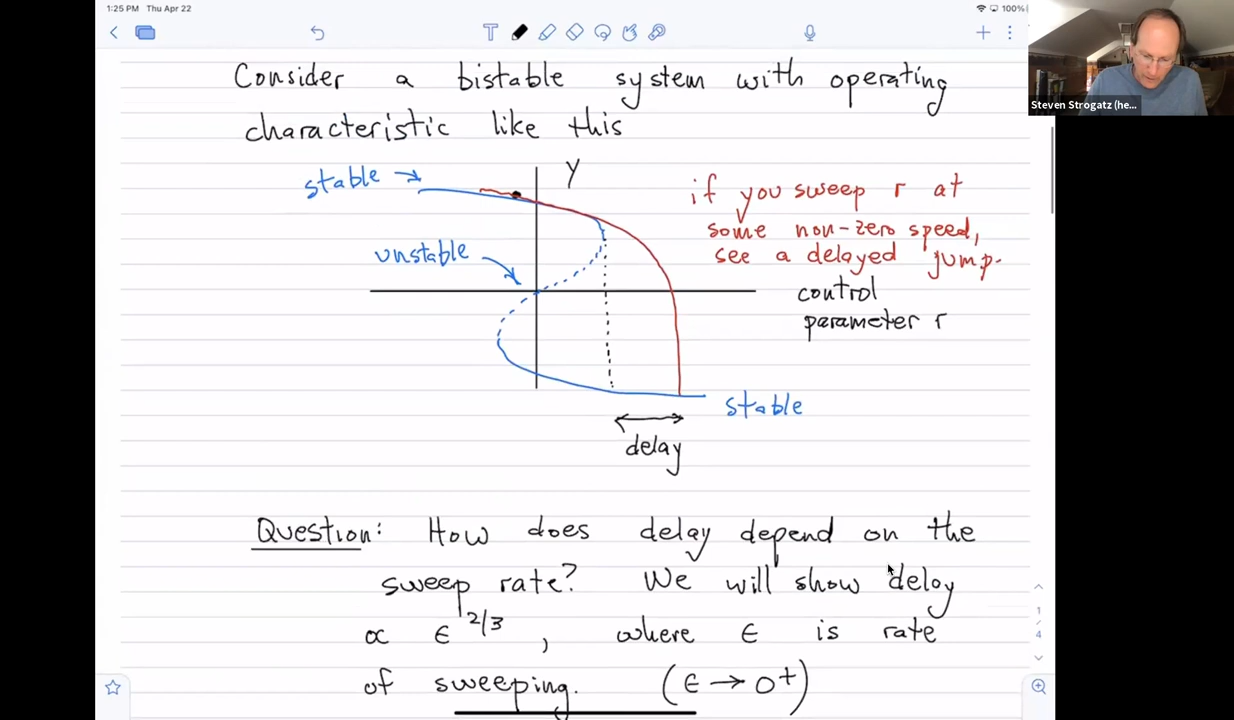 1:25 PM Thu Apr 22
100%
Steven Strogatz (he...
Consider a bistable system with operating
characteristic like this
stable
y
if you sweep r at
some non-zero speed,
see a delayed jump.
unstable
control
parameter r
stable
delay
Question: How does delay depend on the
sweep rate? We will show delay
∝ ϵ^2/3, where ϵ is rate
of sweeping. (ϵ → 0+)
1
/
4